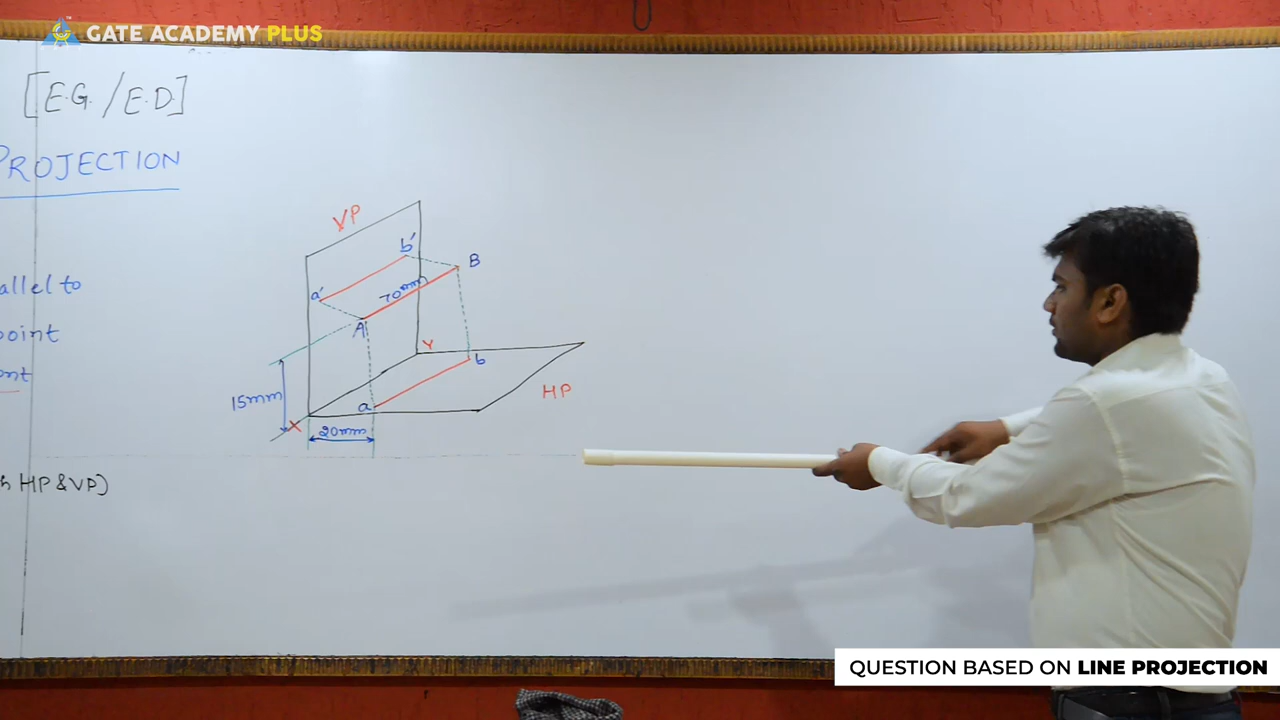 GATE ACADEMY PLUS
[E.G. / E.D]
PROJECTION
allel to
point
ont
HP & VP)
VP
b'
B
a'
70mm
A
Y
b
15mm
HP
a
X
20mm
QUESTION BASED ON LINE PROJECTION